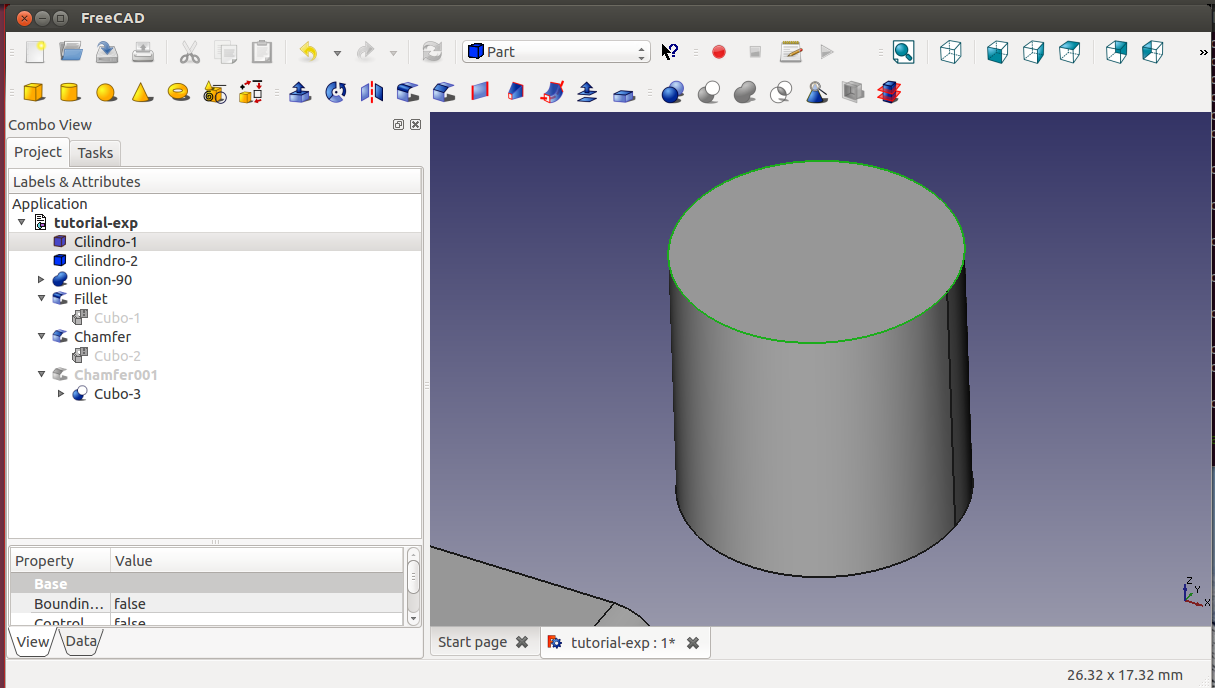 FreeCAD
Part
Combo View
Project
Tasks
Labels & Attributes
Application
tutorial-exp
Cilindro-1
Cilindro-2
union-90
Fillet
Cubo-1
Chamfer
Cubo-2
Chamfer001
Cubo-3
Property Value
Base
Boundin... false
Control false
View Data
Z
Y
X
Start page
tutorial-exp : 1*
26.32 x 17.32 mm